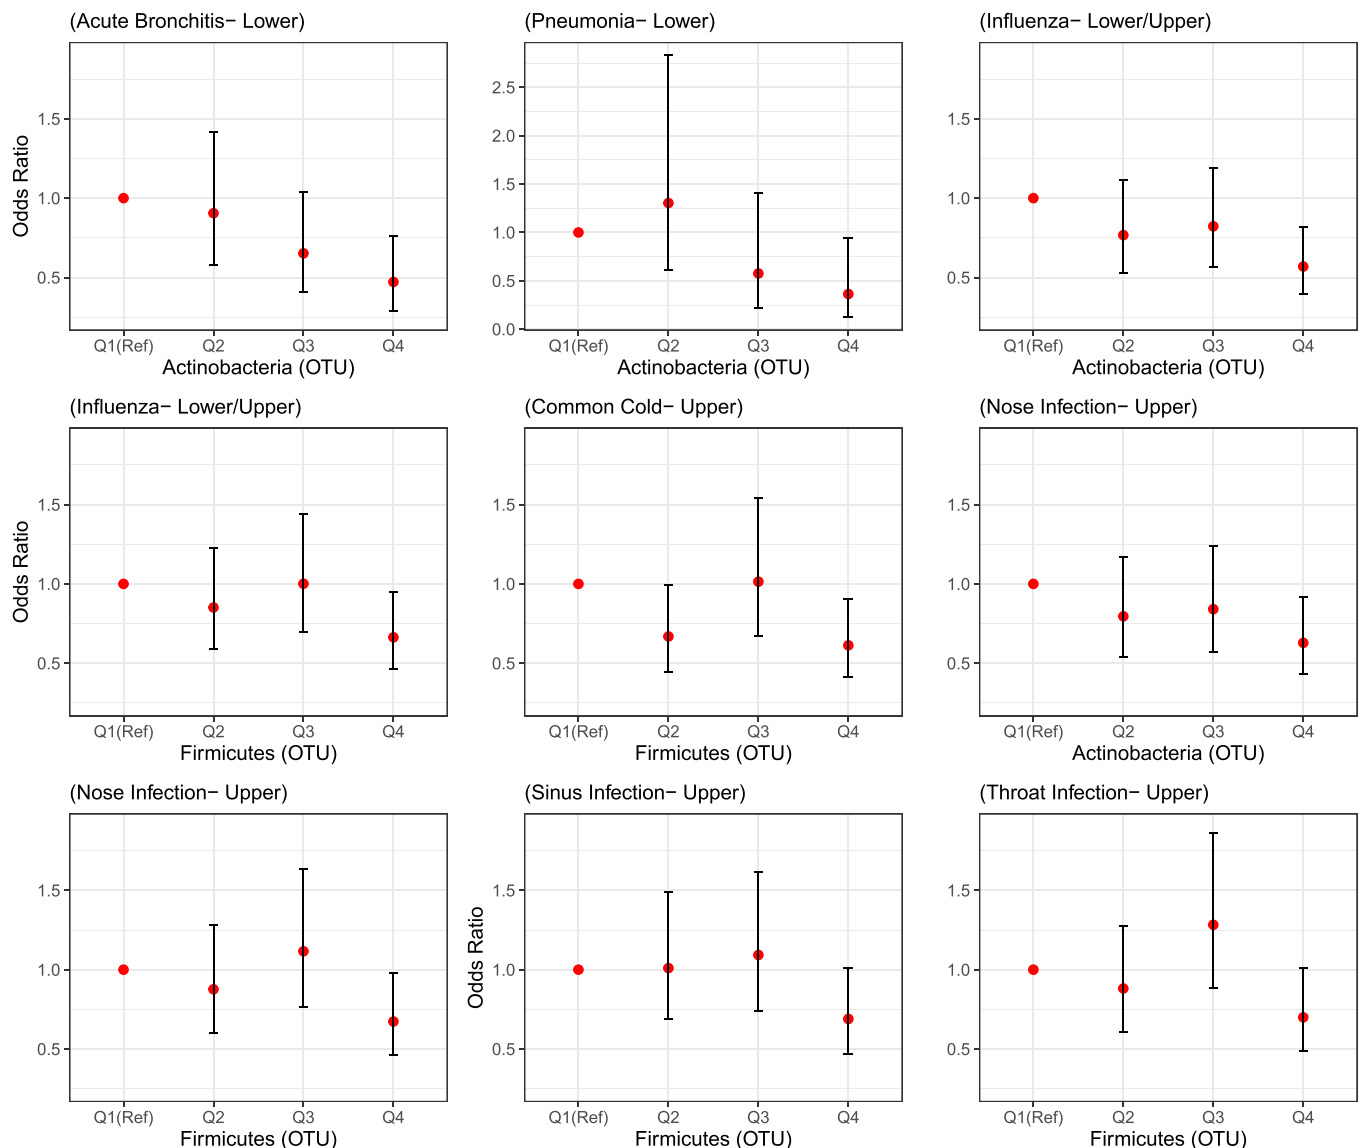 (Acute Bronchitis− Lower)
(Pneumonia− Lower)
(Influenza− Lower/Upper)
Odds Ratio
1.5
1.0
0.5
2.5
2.0
1.5
1.0
0.5
0.0
1.5
1.0
0.5
Q1(Ref) Q2 Q3 Q4
Q1(Ref) Q2 Q3 Q4
Q1(Ref) Q2 Q3 Q4
Actinobacteria (OTU)
Actinobacteria (OTU)
Actinobacteria (OTU)
(Influenza− Lower/Upper)
(Common Cold− Upper)
(Nose Infection− Upper)
Odds Ratio
1.5
1.0
0.5
1.5
1.0
0.5
1.5
1.0
0.5
Q1(Ref) Q2 Q3 Q4
Q1(Ref) Q2 Q3 Q4
Q1(Ref) Q2 Q3 Q4
Firmicutes (OTU)
Firmicutes (OTU)
Actinobacteria (OTU)
(Nose Infection− Upper)
(Sinus Infection− Upper)
(Throat Infection− Upper)
1.5
1.0
0.5
Odds Ratio
1.5
1.0
0.5
1.5
1.0
0.5
Q1(Ref) Q2 Q3 Q4
Q1(Ref) Q2 Q3 Q4
Q1(Ref) Q2 Q3 Q4
Firmicutes (OTU)
Firmicutes (OTU)
Firmicutes (OTU)